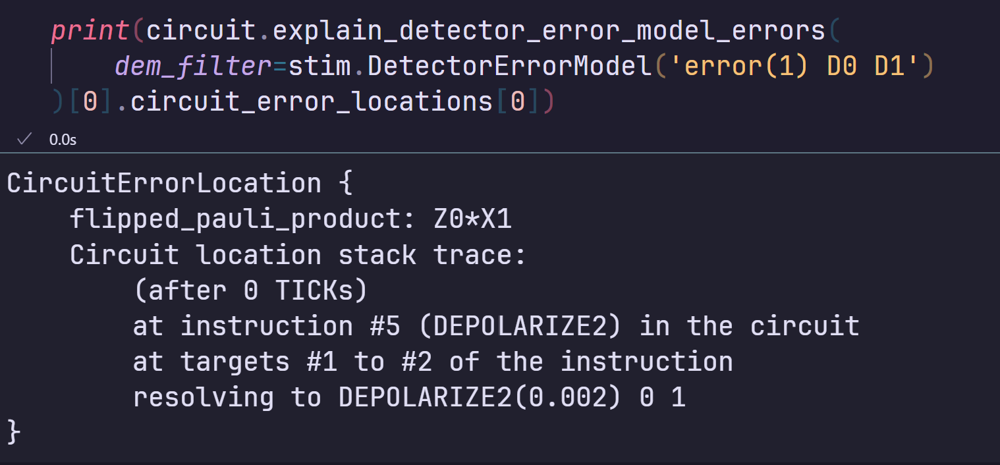 print(circuit.explain_detector_error_model_errors(
dem_filter=stim.DetectorErrorModel('error(1) D0 D1')
)[0].circuit_error_locations[0])
0.0s
CircuitErrorLocation {
flipped_pauli_product: Z0*X1
Circuit location stack trace:
(after 0 TICKs)
at instruction #5 (DEPOLARIZE2) in the circuit
at targets #1 to #2 of the instruction
resolving to DEPOLARIZE2(0.002) 0 1
}